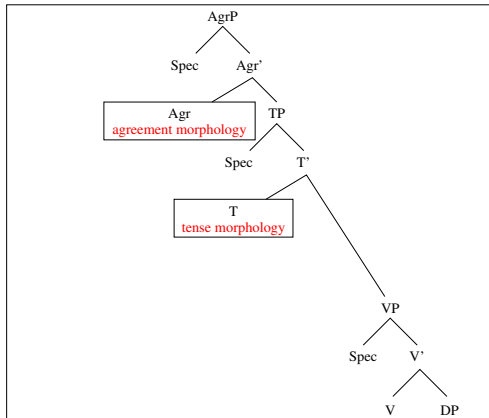 AgrP
Spec Agr’
Agr TP
agreement morphology
Spec T’
T
tense morphology
VP
Spec V’
V DP